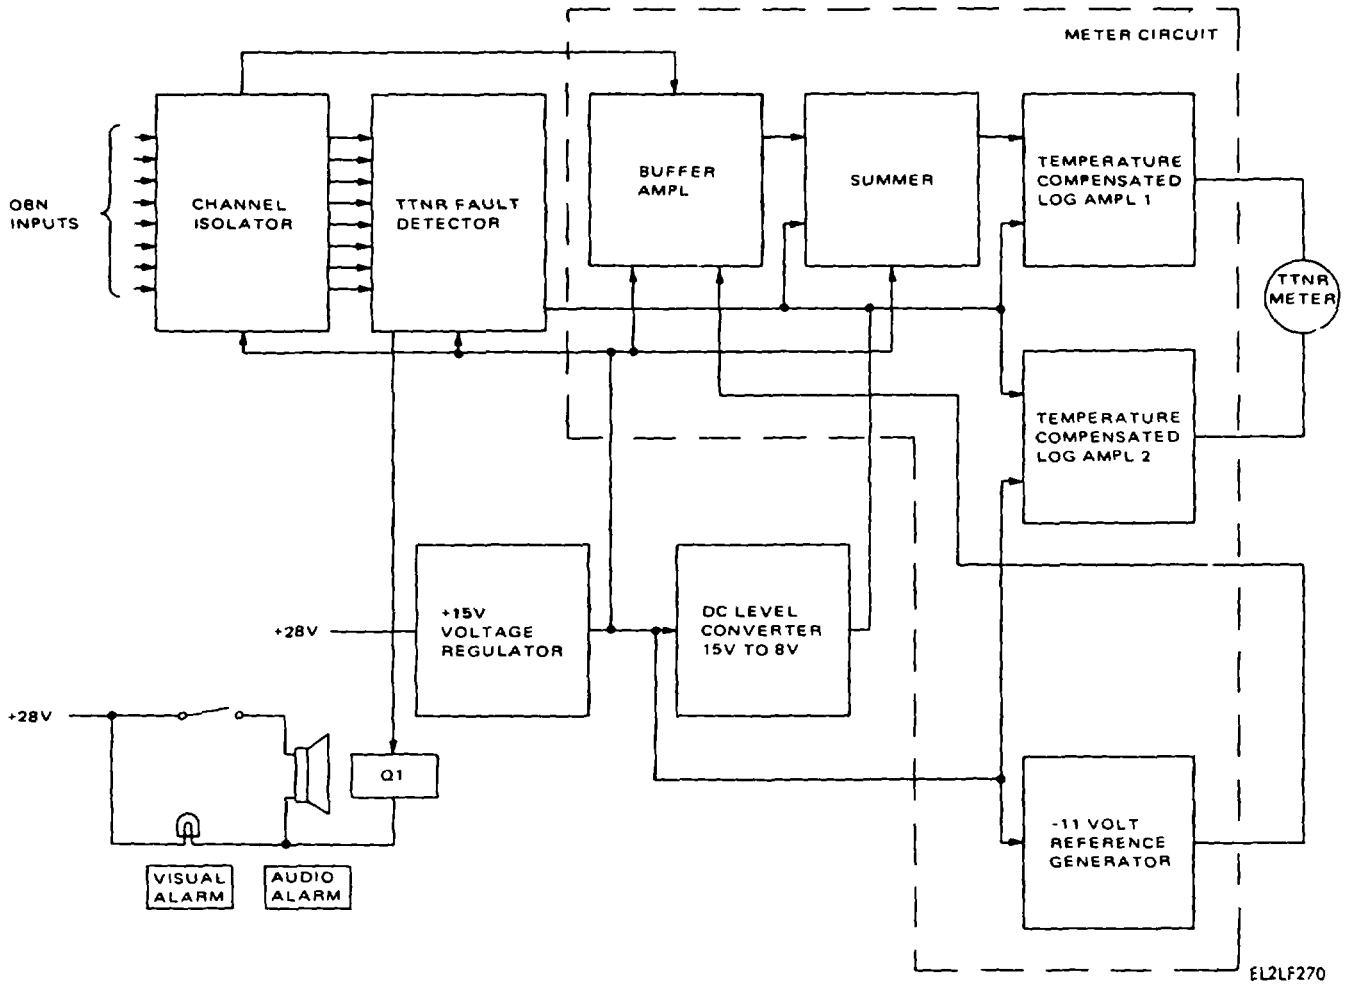 METER CIRCUIT
OBN
INPUTS
CHANNEL
ISOLATOR
TTNR FAULT
DETECTOR
BUFFER
AMPL
SUMMER
TEMPERATURE
COMPENSATED
LOG AMPL 1
TTNR
METER
TEMPERATURE
COMPENSATED
LOG AMPL 2
+28V
+15V
VOLTAGE
REGULATOR
DC LEVEL
CONVERTER
15V TO 8V
+28V
Q1
-11 VOLT
REFERENCE
GENERATOR
VISUAL
ALARM
AUDIO
ALARM
EL2LF270